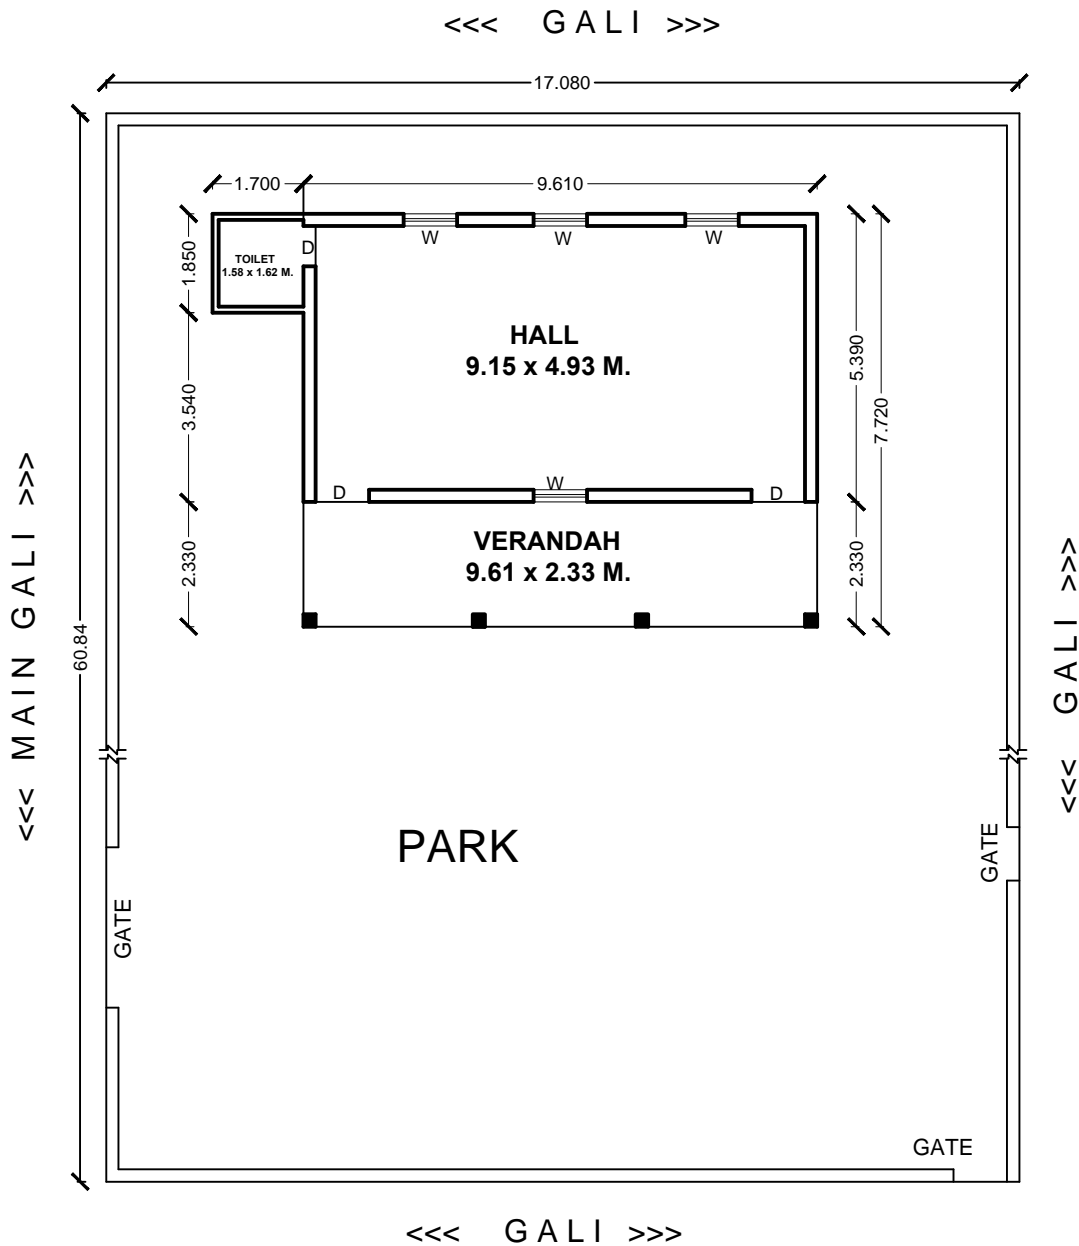 <<< GALI >>>
17.080
1.700
9.610
W
W
W
D
TOILET
1.58 x 1.62 M.
1.850
HALL
9.15 x 4.93 M.
5.390
7.720
3.540
D
W
D
VERANDAH
9.61 x 2.33 M.
2.330
2.330
<<< MAIN GALI >>>
60.84
<<< GALI >>>
PARK
GATE
GATE
GATE
<<< GALI >>>